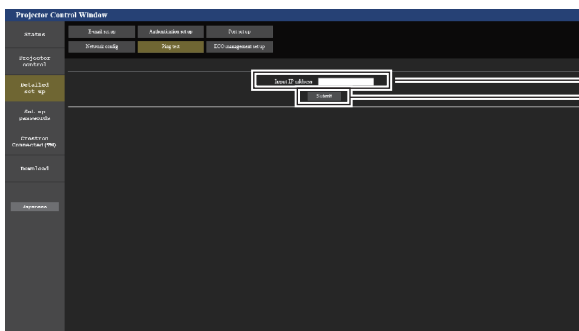 Projector Control Window
Status
E-mail set up
Authentication set up
Port set up
Network config
Ping test
ECO management set up
Projector
control
Detailed
set up
Input IP address
Submit
Set up
passwords
Crestron
Connected(TM)
Download
Japanese